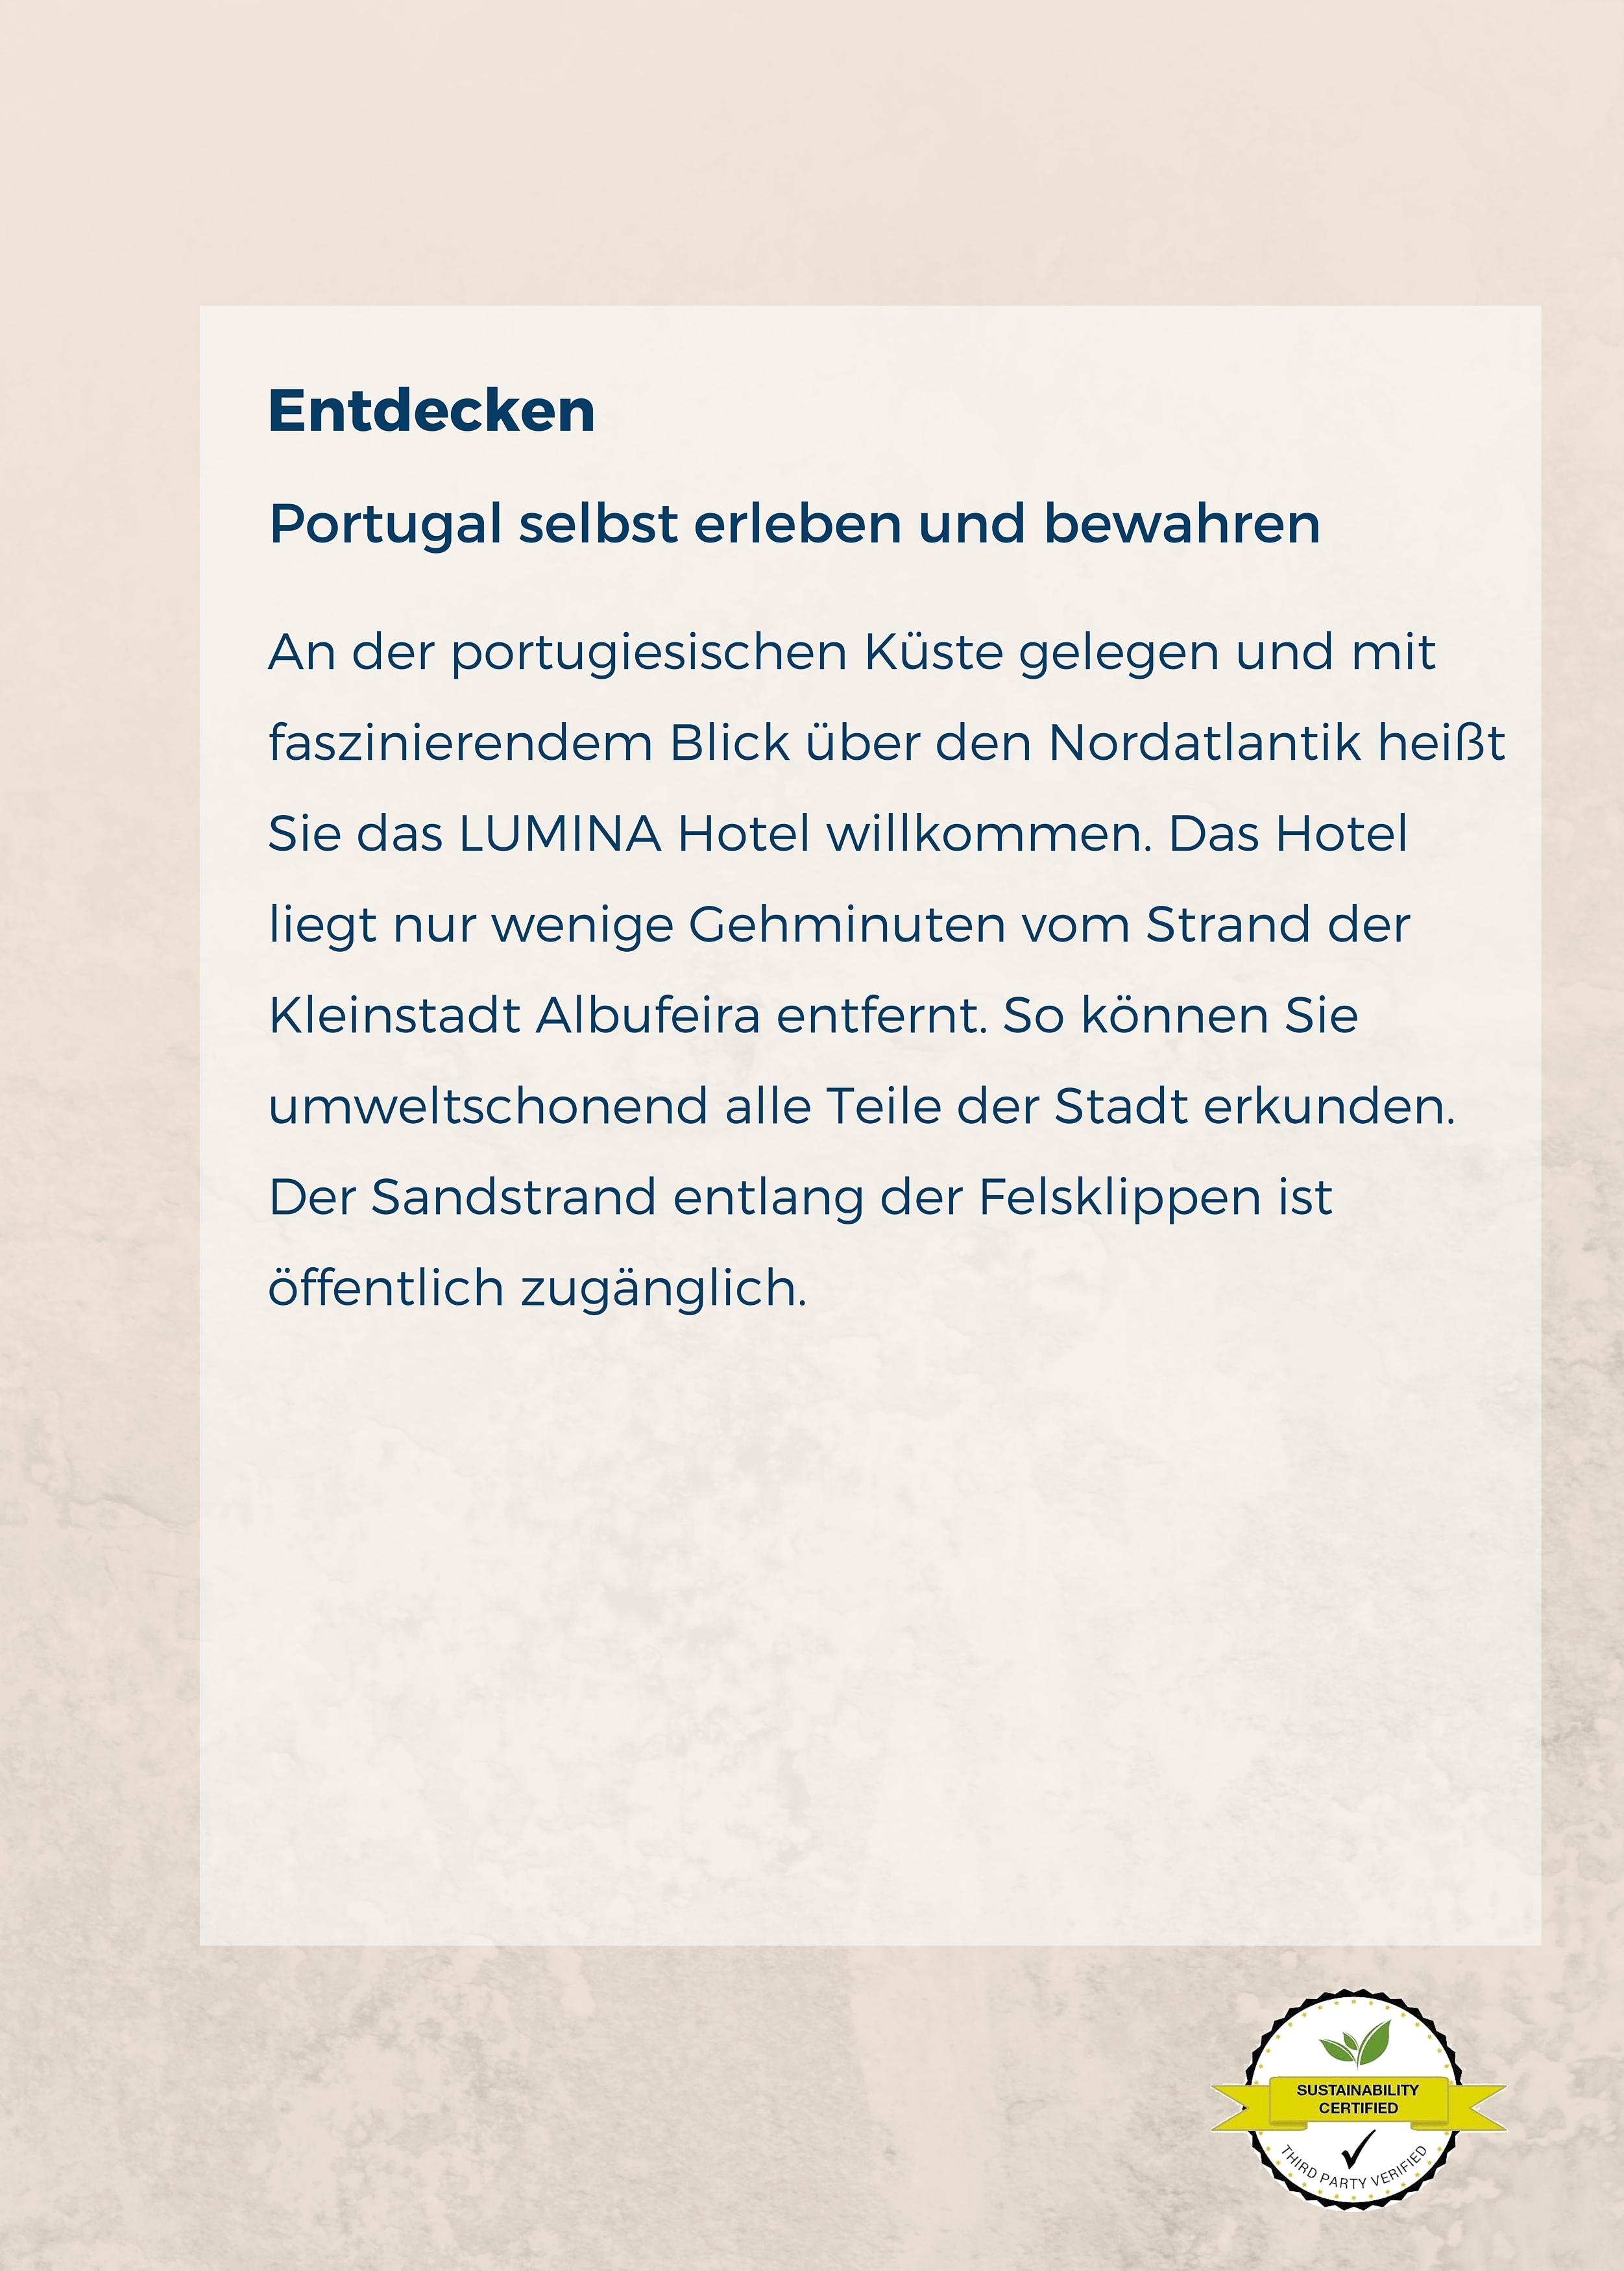 Entdecken
Portugal selbst erleben und bewahren
An der portugiesischen Küste gelegen und mit
faszinierendem Blick über den Nordatlantik heißt
Sie das LUMINA Hotel willkommen. Das Hotel
liegt nur wenige Gehminuten vom Strand der
Kleinstadt Albufeira entfernt. So können Sie
umweltschonend alle Teile der Stadt erkunden.
Der Sandstrand entlang der Felsklippen ist
öffentlich zugänglich.
SUSTAINABILITY
CERTIFIED
THIRD PARTY VERIFIED